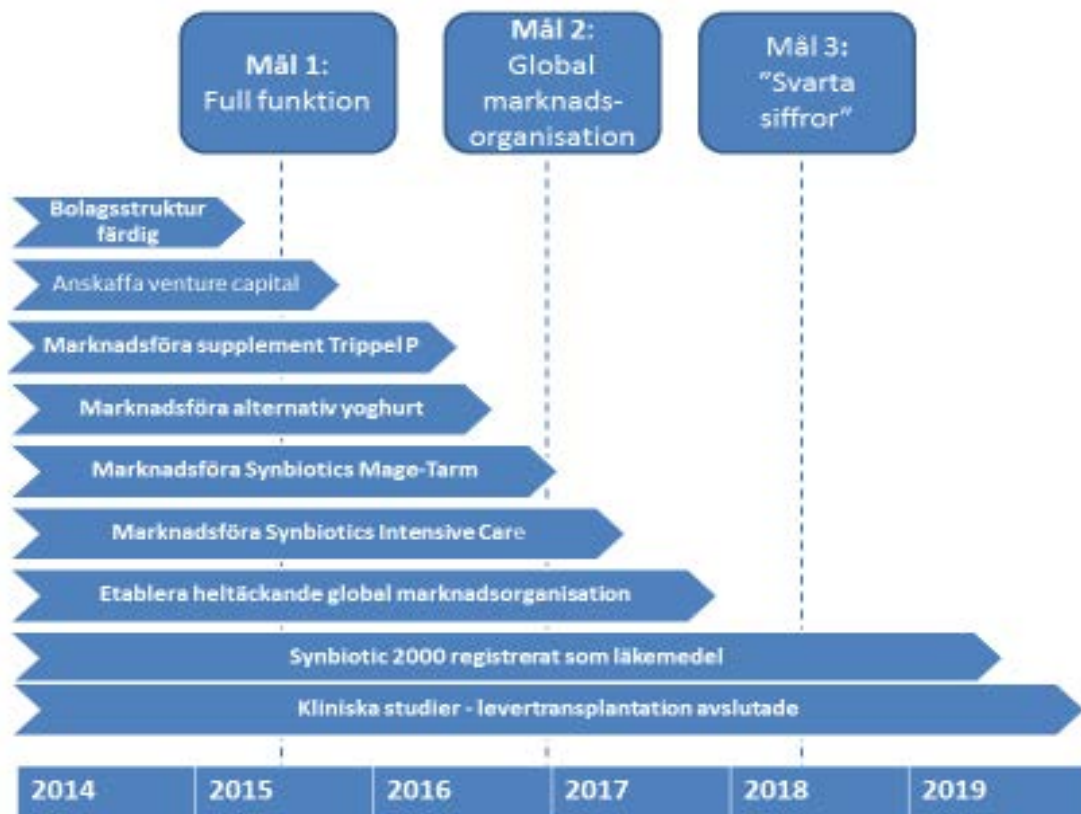 Mål 1:
Full funktion
Mål 2:
Global
marknads-
organisation
Mål 3:
"Svarta
siffror"
Bolagsstruktur
färdig
Anskaffa venture capital
Marknadsföra supplement Trippel P
Marknadsföra alternativ yoghurt
Marknadsföra Synbiotics Mage-Tarm
Marknadsföra Synbiotics Intensive Care
Etablera heltäckande global marknadsorganisation
Synbiotic 2000 registrerat som läkemedel
Kliniska studier - levertransplantation avslutade
2014 2015 2016 2017 2018 2019